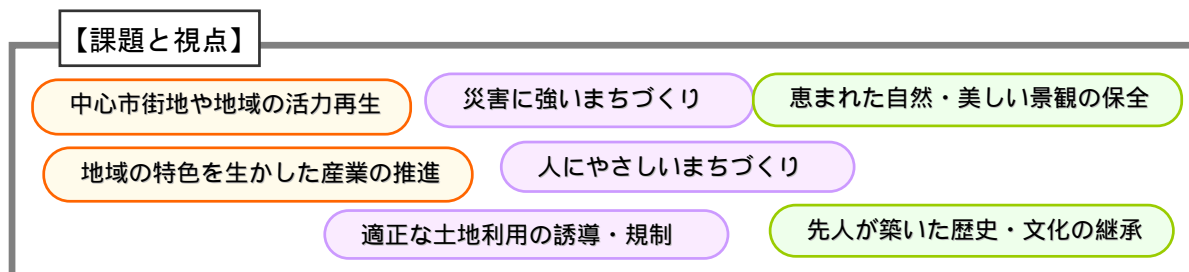 【課題と視点】
中心市街地や地域の活力再生
災害に強いまちづくり
恵まれた自然・美しい景観の保全
地域の特色を生かした産業の推進
人にやさしいまちづくり
適正な土地利用の誘導・規制
先人が築いた歴史・文化の継承